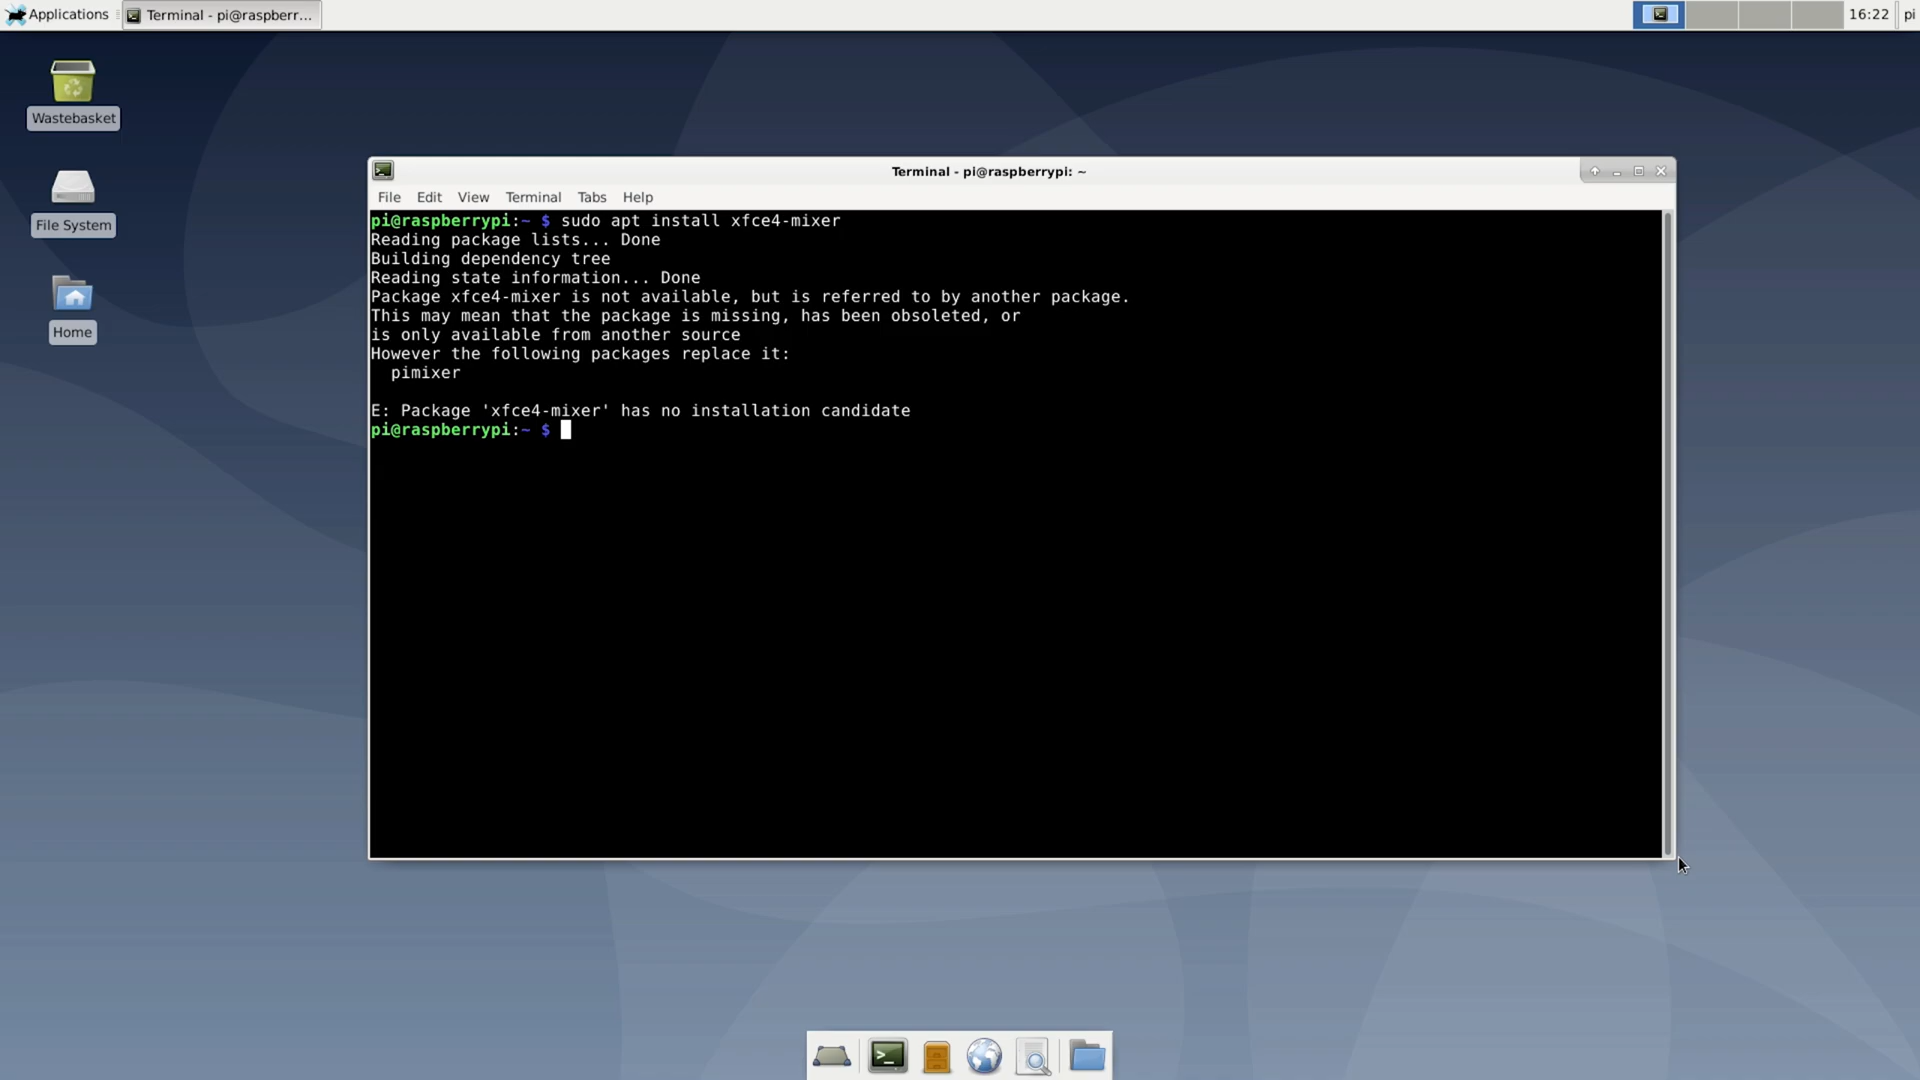 Applications
Terminal - pi@raspberr...
16:22
pi
Wastebasket
File System
Home
Terminal - pi@raspberrypi: ~
File Edit View Terminal Tabs Help
pi@raspberrypi:~ $ sudo apt install xfce4-mixer
Reading package lists... Done
Building dependency tree
Reading state information... Done
Package xfce4-mixer is not available, but is referred to by another package.
This may mean that the package is missing, has been obsoleted, or
is only available from another source
However the following packages replace it:
  pimixer

E: Package 'xfce4-mixer' has no installation candidate
pi@raspberrypi:~ $